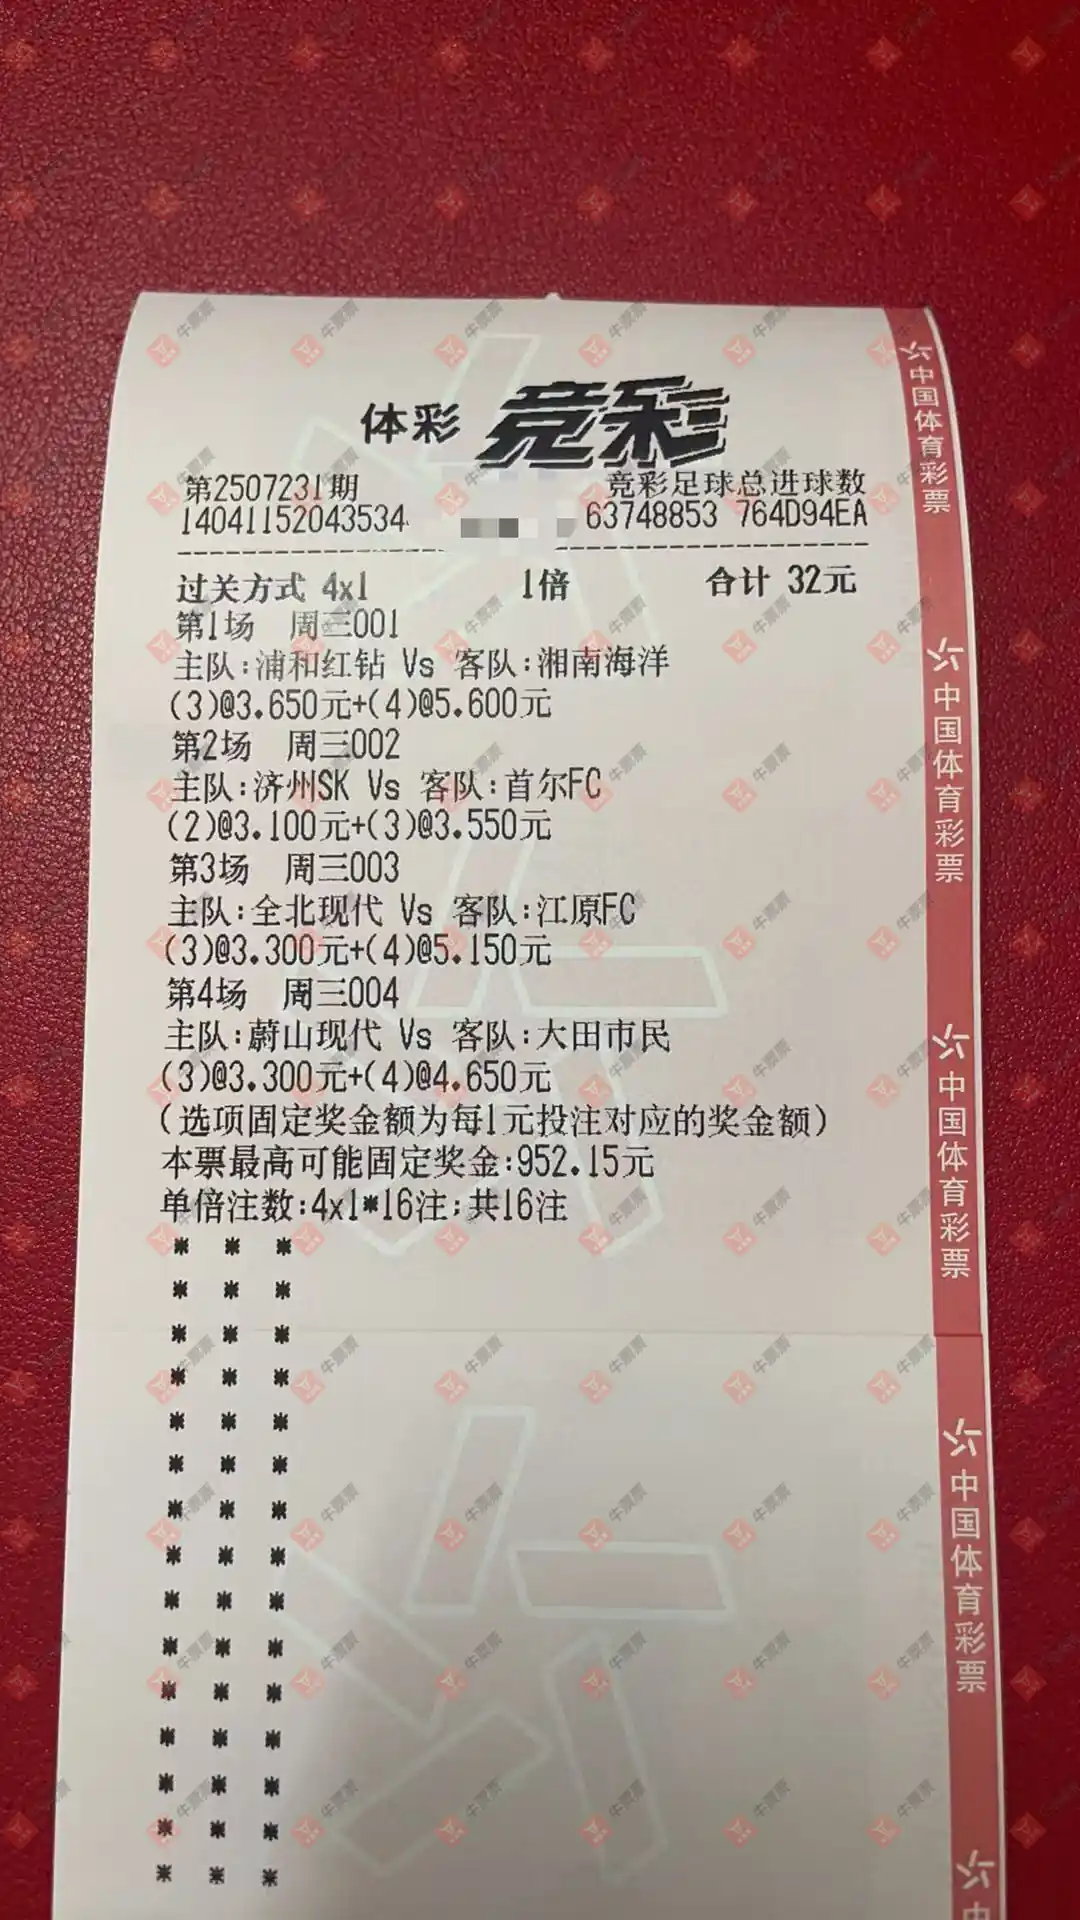 体彩 竞彩
第2507231期 竞彩足球总进球数
14041152043534 63748853 764D94EA
过关方式 4x1 1倍 合计 32元
第1场 周三001
主队:浦和红钻 Vs 客队:湘南海洋
(3)@3.650元+(4)@5.600元
第2场 周三002
主队:济州SK Vs 客队:首尔FC
(2)@3.100元+(3)@3.550元
第3场 周三003
主队:全北现代 Vs 客队:江原FC
(3)@3.300元+(4)@5.150元
第4场 周三004
主队:蔚山现代 Vs 客队:大田市民
(3)@3.300元+(4)@4.650元
(选项固定奖金额为每1元投注对应的奖金额)
本票最高可能固定奖金:952.15元
单倍注数:4x1*16注;共16注
中国体育彩票
中国体育彩票
中国体育彩票
中国体育彩票
中
牛票票